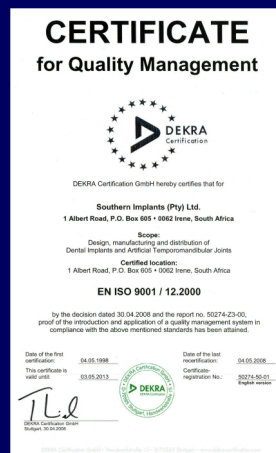 CERTIFICATE
for Quality Management
DEKRA
Certification
DEKRA Certification GmbH hereby certifies that for
Southern Implants (Pty) Ltd.
1 Albert Road, P.O. Box 605 • 0062 Irene, South Africa
Scope:
Design, manufacturing and distribution of
Dental Implants and Artificial Temporomandibular Joints
Certified location:
1 Albert Road, P.O. Box 605 • 0062 Irene, South Africa
EN ISO 9001 / 12.2000
by the decision dated 30.04.2008 and the report no. 50274-Z3-00,
proof of the introduction and application of a quality management system in
compliance with the above mentioned standards has been attained.
Date of the first
certification: 04.05.1998
Date of the last
recertification: 04.05.2008
This certificate is
valid until: 03.05.2013
Certificate-
registration No.: 50274-50-01
English version
DEKRA
DEKRA Certification GmbH
Stuttgart, 30.04.2008